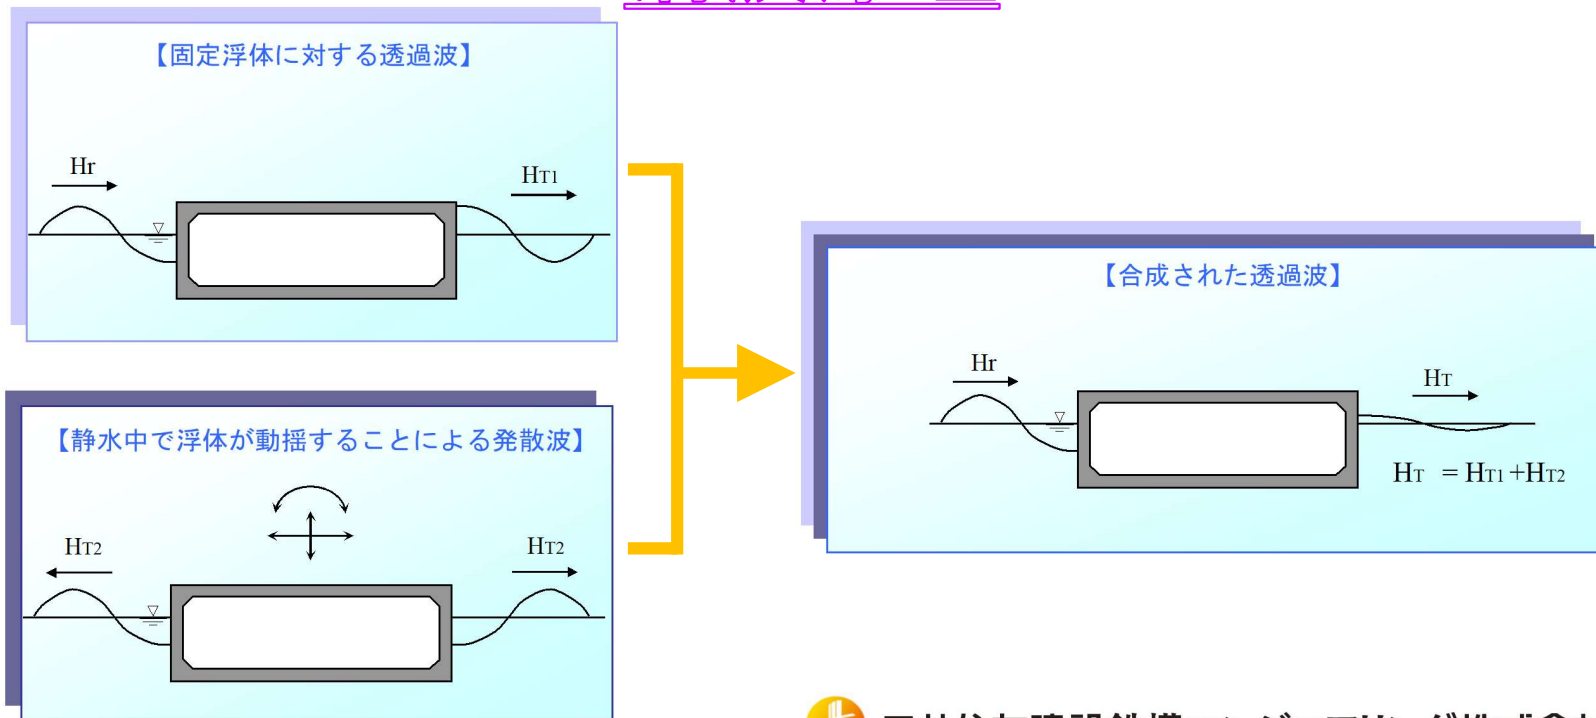 【固定浮体に対する透過波】
Hr
HT1
【静水中で浮体が動揺することによる発散波】
HT2
HT2
【合成された透過波】
Hr
HT
HT = HT1+HT2